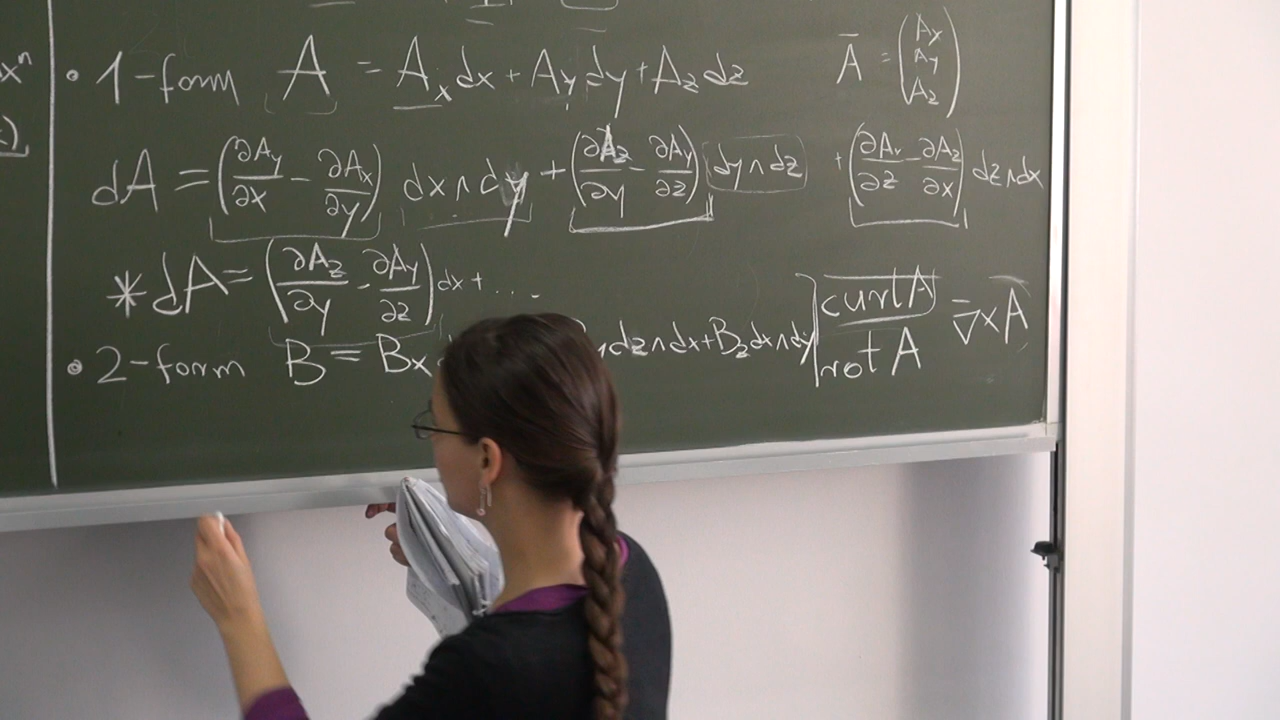 xⁿ
• 1-form A = A_x dx + A_y dy + A_z dz Ā = (A_x A_y A_z)
dA = (∂A_y/∂x − ∂A_x/∂y) dx∧dy + (∂A_z/∂y − ∂A_y/∂z) dy∧dz + (∂A_x/∂z − ∂A_z/∂x) dz∧dx
*dA = (∂A_z/∂y − ∂A_y/∂z) dx + ... curl A ∇̄×Ā
• 2-form B = B_x dz∧dx + B_z dx∧dy rot A